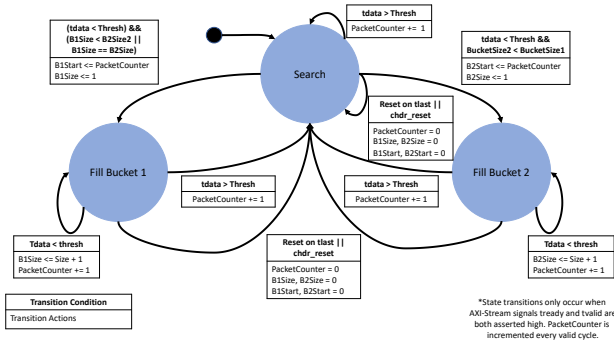 (tdata < Thresh) &&
(B1Size < B2Size2 ||
B1Size == B2Size)
B1Start <= PacketCounter
B1Size <= 1
tdata > Thresh
PacketCounter += 1
tdata < Thresh &&
BucketSize2 < BucketSize1
B2Start <= PacketCounter
B2Size <= 1
Search
Reset on tlast ||
chdr_reset
PacketCounter = 0
B1Size, B2Size = 0
B1Start, B2Start = 0
Fill Bucket 1
Fill Bucket 2
tdata > Thresh
PacketCounter += 1
tdata > Thresh
PacketCounter += 1
Tdata < thresh
B1Size <= Size + 1
PacketCounter += 1
Reset on tlast ||
chdr_reset
PacketCounter = 0
B1Size, B2Size = 0
B1Start, B2Start = 0
Tdata < thresh
B2Size <= Size + 1
PacketCounter += 1
Transition Condition
Transition Actions
*State transitions only occur when
AXI-Stream signals tready and tvalid are
both asserted high. PacketCounter is
incremented every valid cycle.